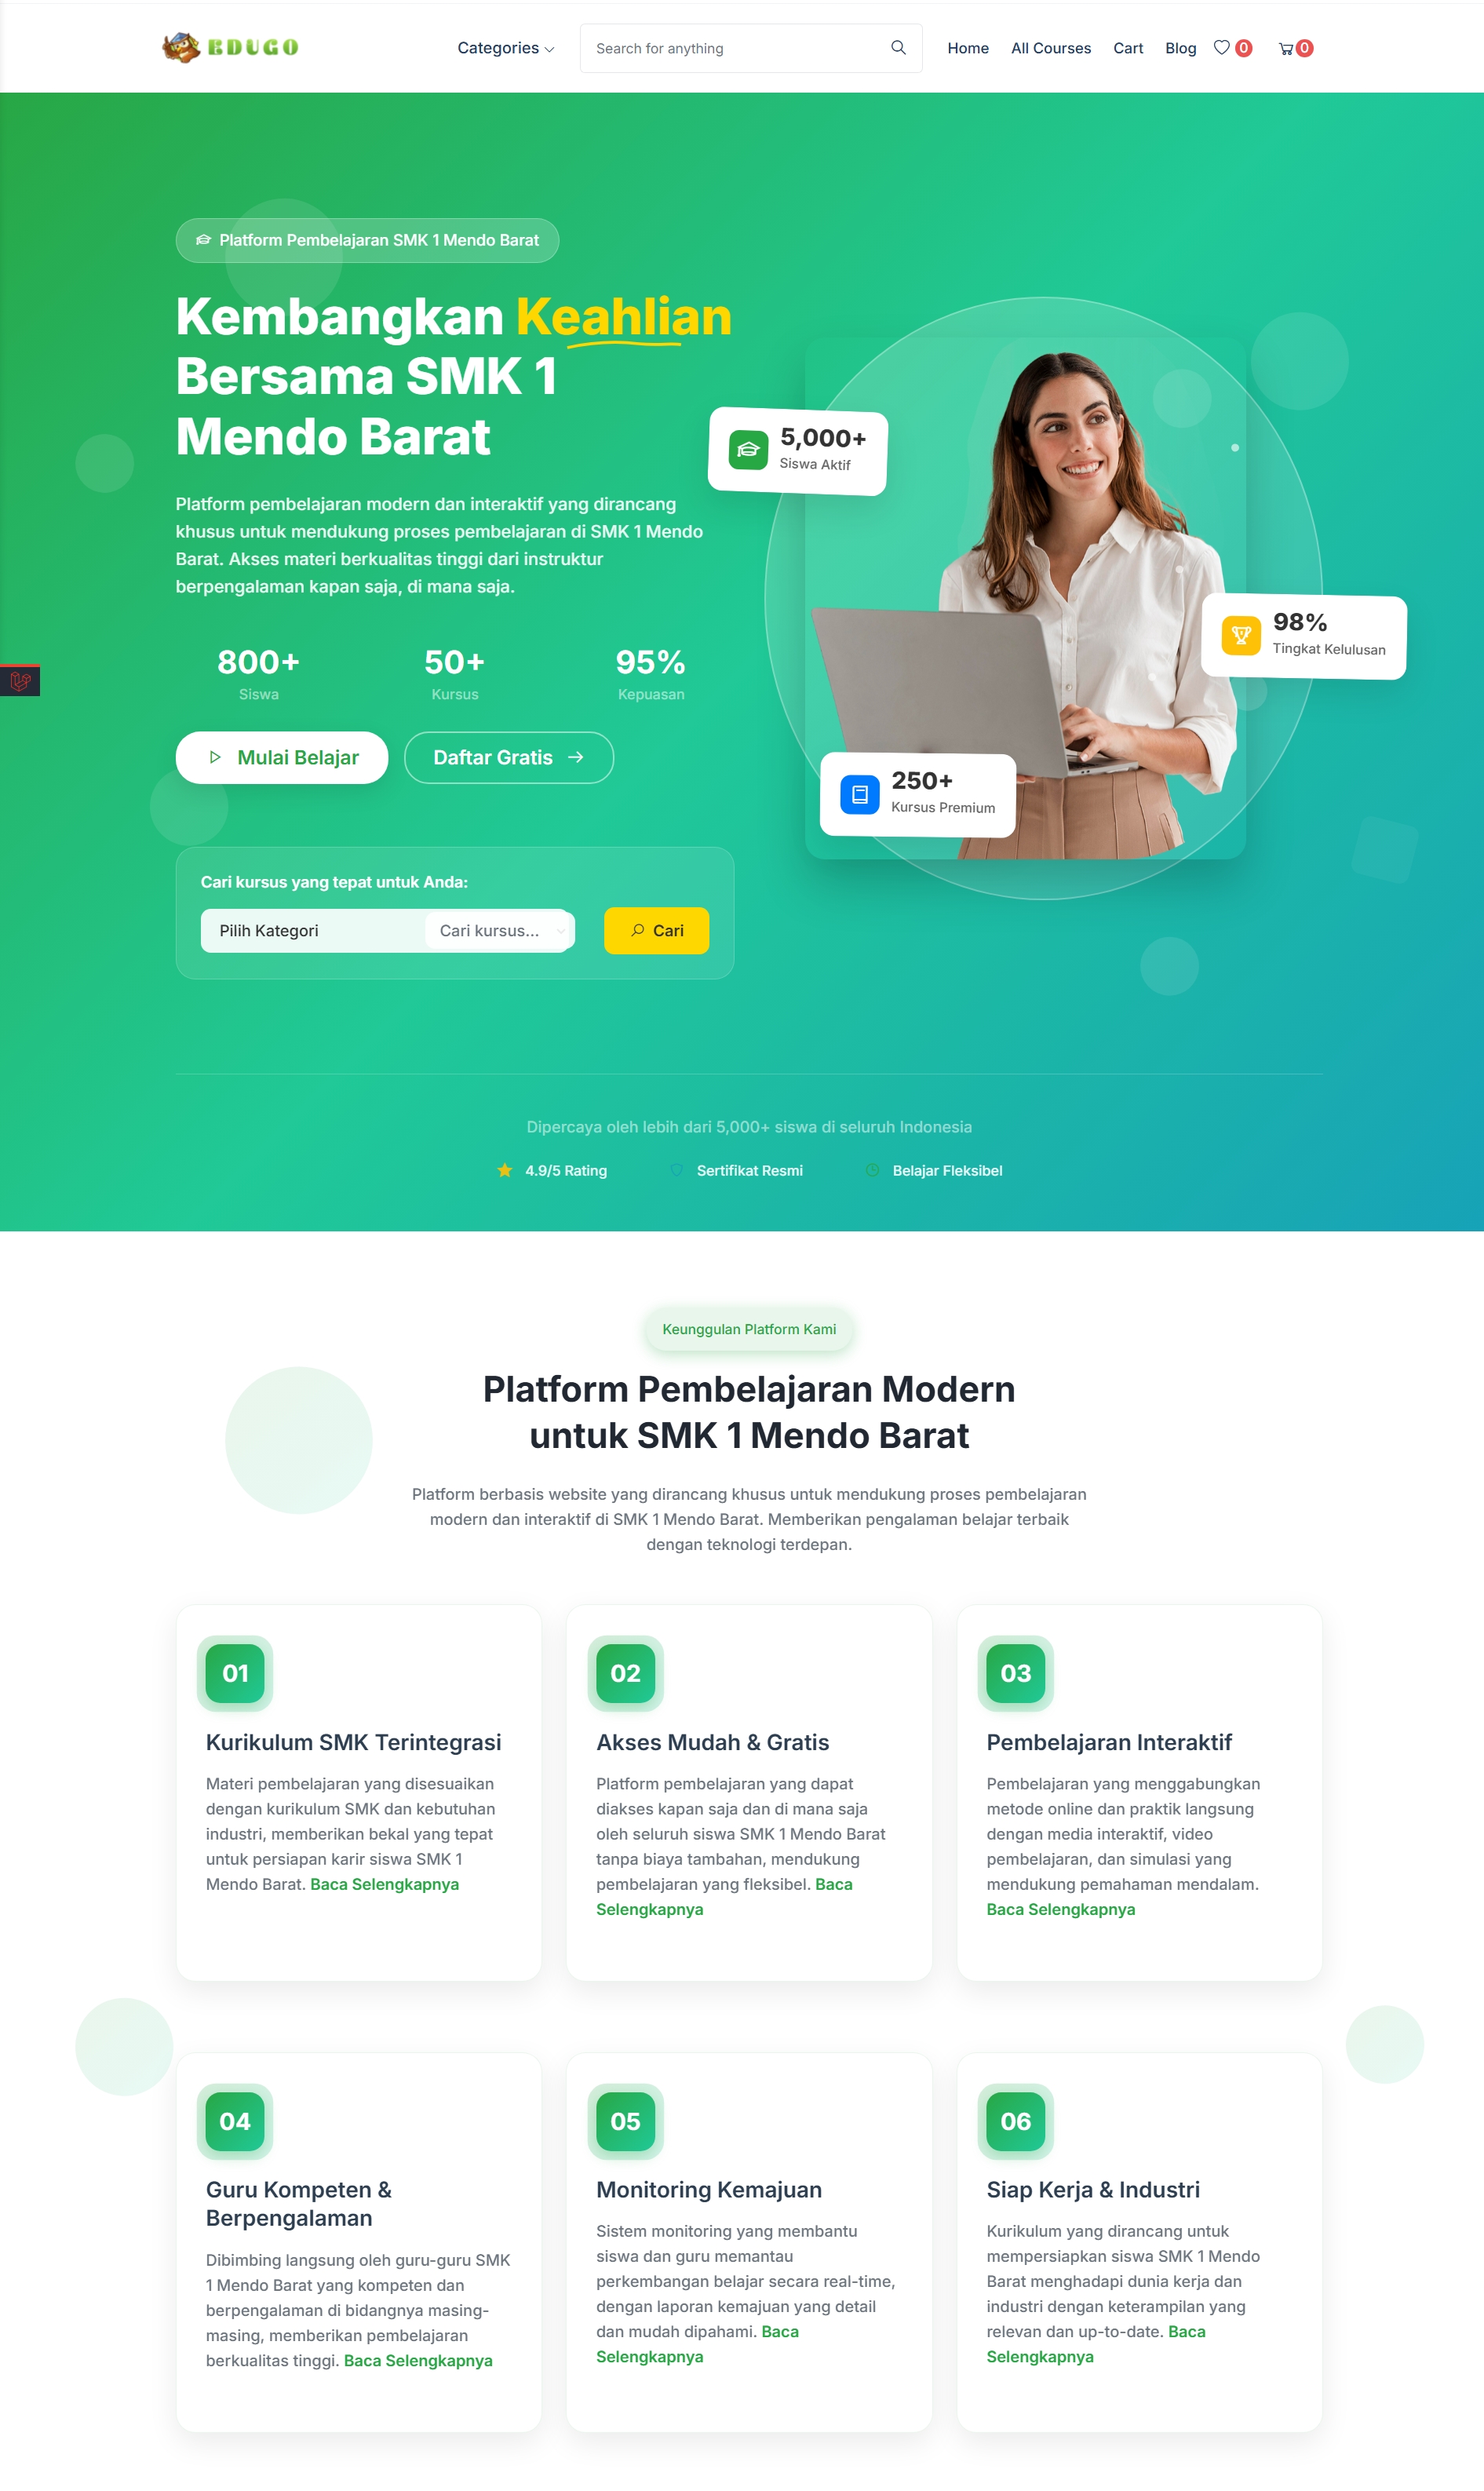 EDUGO
Categories
Search for anything
Home
All Courses
Cart
Blog
0
0
Platform Pembelajaran SMK 1 Mendo Barat
Kembangkan Keahlian
Bersama SMK 1
Mendo Barat
Platform pembelajaran modern dan interaktif yang dirancang
khusus untuk mendukung proses pembelajaran di SMK 1 Mendo
Barat. Akses materi berkualitas tinggi dari instruktur
berpengalaman kapan saja, di mana saja.
800+
Siswa
50+
Kursus
95%
Kepuasan
Mulai Belajar
Daftar Gratis
Cari kursus yang tepat untuk Anda:
Pilih Kategori
Cari kursus...
Cari
5,000+
Siswa Aktif
98%
Tingkat Kelulusan
250+
Kursus Premium
Dipercaya oleh lebih dari 5,000+ siswa di seluruh Indonesia
4.9/5 Rating
Sertifikat Resmi
Belajar Fleksibel
Keunggulan Platform Kami
Platform Pembelajaran Modern
untuk SMK 1 Mendo Barat
Platform berbasis website yang dirancang khusus untuk mendukung proses pembelajaran
modern dan interaktif di SMK 1 Mendo Barat. Memberikan pengalaman belajar terbaik
dengan teknologi terdepan.
01
Kurikulum SMK Terintegrasi
Materi pembelajaran yang disesuaikan
dengan kurikulum SMK dan kebutuhan
industri, memberikan bekal yang tepat
untuk persiapan karir siswa SMK 1
Mendo Barat. Baca Selengkapnya
02
Akses Mudah & Gratis
Platform pembelajaran yang dapat
diakses kapan saja dan di mana saja
oleh seluruh siswa SMK 1 Mendo Barat
tanpa biaya tambahan, mendukung
pembelajaran yang fleksibel. Baca
Selengkapnya
03
Pembelajaran Interaktif
Pembelajaran yang menggabungkan
metode online dan praktik langsung
dengan media interaktif, video
pembelajaran, dan simulasi yang
mendukung pemahaman mendalam.
Baca Selengkapnya
04
Guru Kompeten &
Berpengalaman
Dibimbing langsung oleh guru-guru SMK
1 Mendo Barat yang kompeten dan
berpengalaman di bidangnya masing-
masing, memberikan pembelajaran
berkualitas tinggi. Baca Selengkapnya
05
Monitoring Kemajuan
Sistem monitoring yang membantu
siswa dan guru memantau
perkembangan belajar secara real-time,
dengan laporan kemajuan yang detail
dan mudah dipahami. Baca
Selengkapnya
06
Siap Kerja & Industri
Kurikulum yang dirancang untuk
mempersiapkan siswa SMK 1 Mendo
Barat menghadapi dunia kerja dan
industri dengan keterampilan yang
relevan dan up-to-date. Baca
Selengkapnya